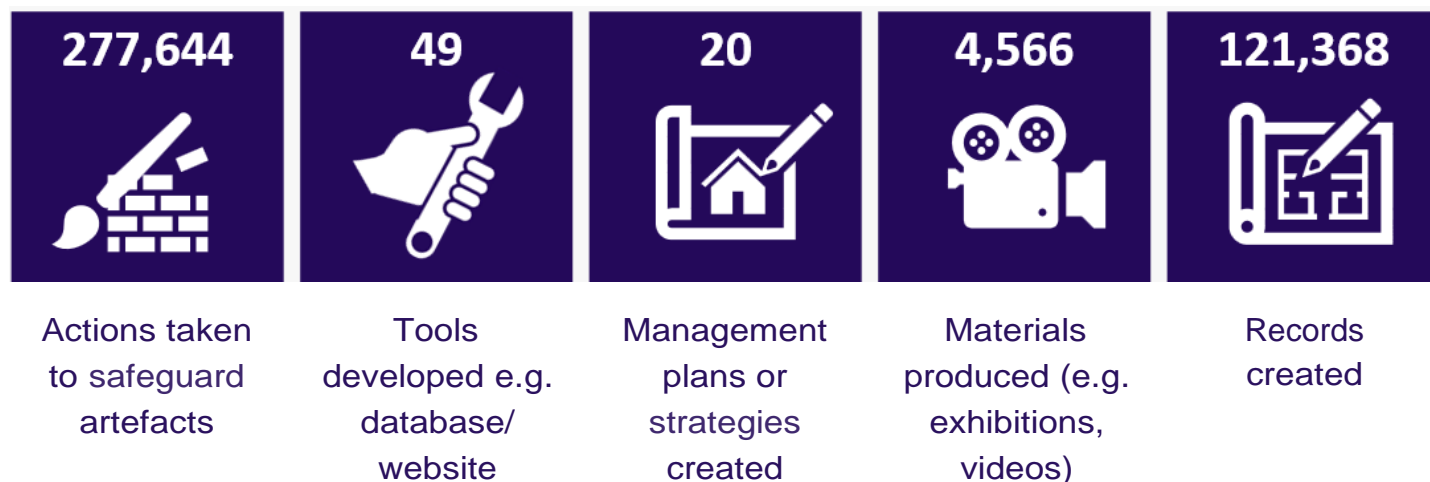 277,644
49
20
4,566
121,368
Actions taken
to safeguard
artefacts
Tools
developed e.g.
database/
website
Management
plans or
strategies
created
Materials
produced (e.g.
exhibitions,
videos)
Records
created